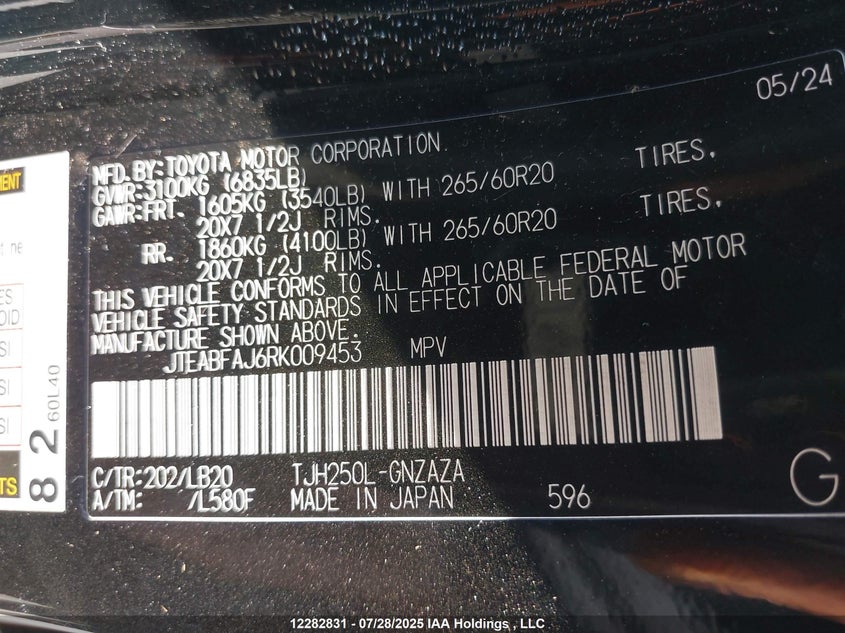 05/24
MFD. BY: TOYOTA MOTOR CORPORATION
GVWR: 3100KG (6835LB)
GAWR: FRT. 1605KG (3540LB) WITH 265/60R20 TIRES.
20X7 1/2J RIMS.
RR. 1860KG (4100LB) WITH 265/60R20 TIRES.
20X7 1/2J RIMS.
THIS VEHICLE CONFORMS TO ALL APPLICABLE FEDERAL MOTOR
VEHICLE SAFETY STANDARDS IN EFFECT ON THE DATE OF
MANUFACTURE SHOWN ABOVE.
JTEABFAJ6RK009453 MPV
C/TR: 202/LB20 TJH250L-GNZAZA
A/TM: /L580F MADE IN JAPAN 596
G
82
60L40
12282831 - 07/28/2025 IAA Holdings , LLC